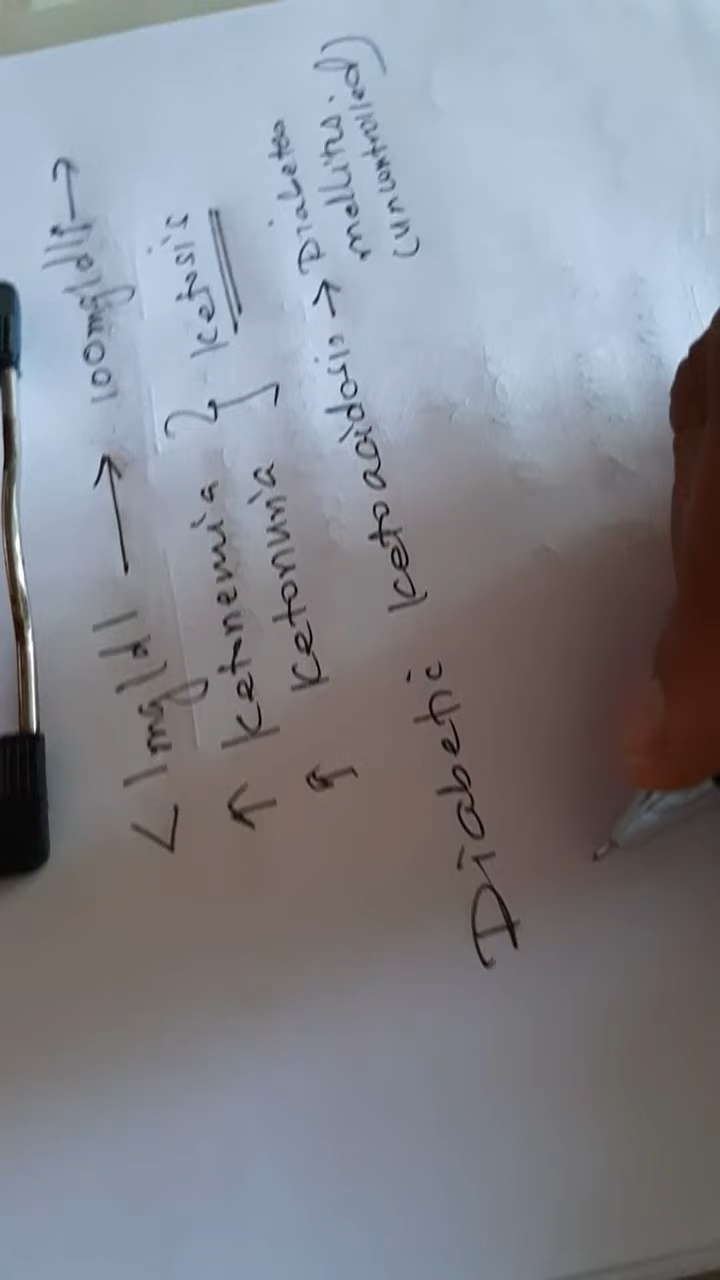 < 1mg/dl → 100mg/dl →
↑ Ketonemia } ketosis
↑ Ketonuria
Diabetic ketoacidosis → Diabetes
mellitus.
(uncontrolled)